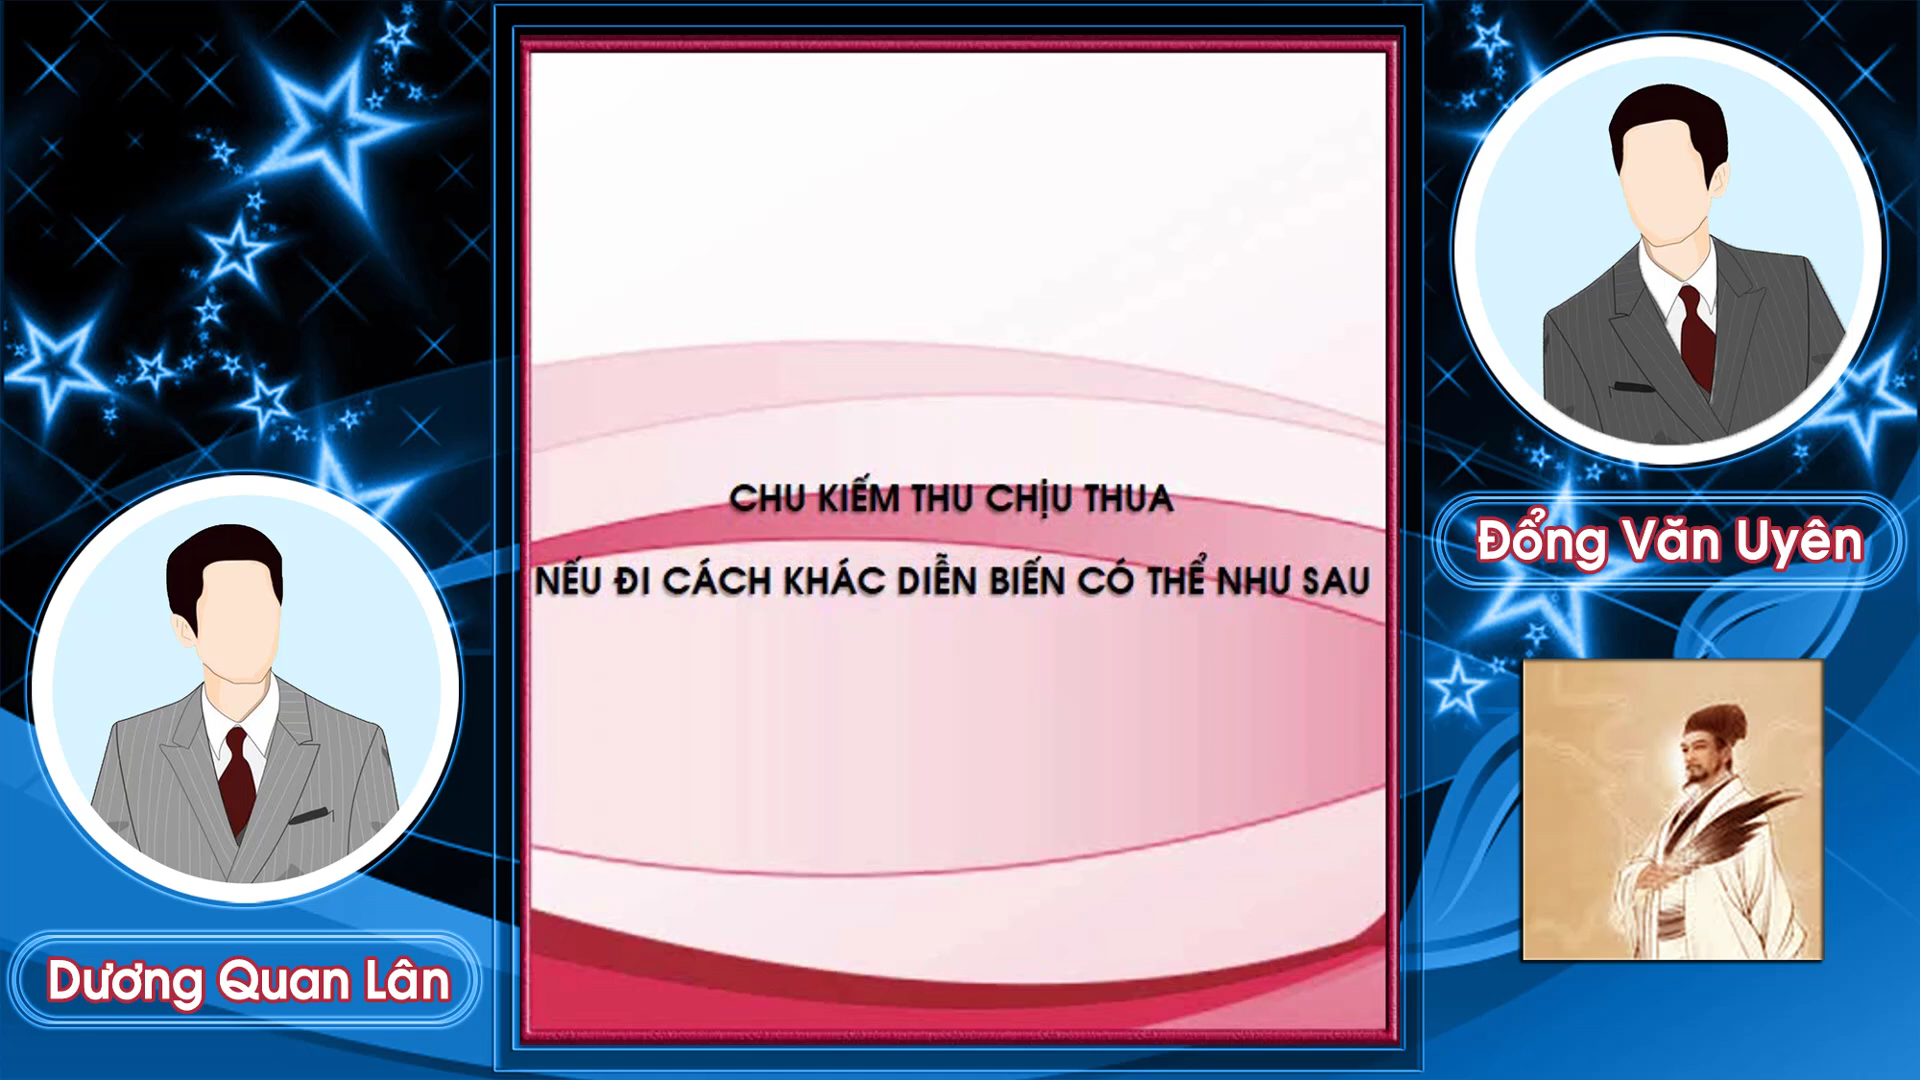 CHU KIẾM THU CHỊU THUA
NẾU ĐI CÁCH KHÁC DIỄN BIẾN CÓ THỂ NHƯ SAU
Đổng Văn Uyên
Dương Quan Lân